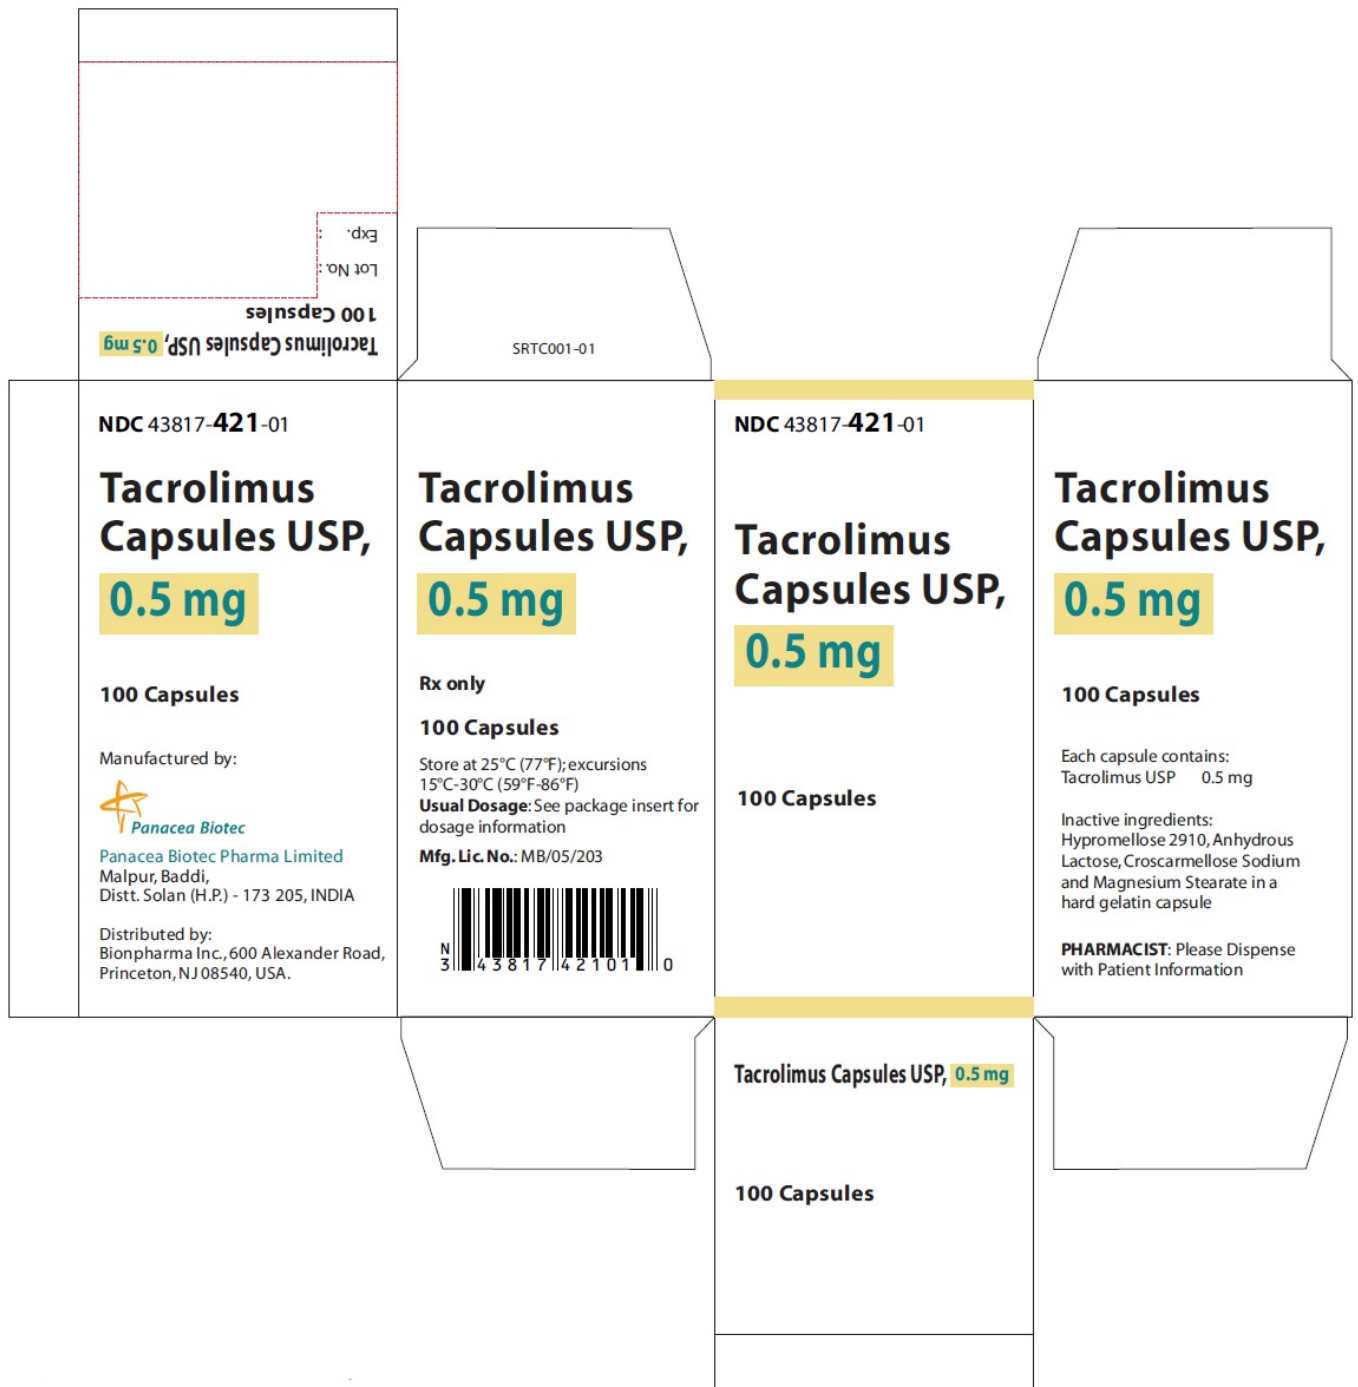 Exp. :
Lot No. :
100 Capsules
Tacrolimus Capsules USP, 0.5 mg
SRTC001-01
NDC 43817-421-01
Tacrolimus
Capsules USP,
0.5 mg
100 Capsules
Manufactured by:
Panacea Biotec
Panacea Biotec Pharma Limited
Malpur, Baddi,
Distt. Solan (H.P.) - 173 205, INDIA
Distributed by:
Bionpharma Inc., 600 Alexander Road,
Princeton, NJ 08540, USA.
Tacrolimus
Capsules USP,
0.5 mg
Rx only
100 Capsules
Store at 25°C (77°F); excursions
15°C-30°C (59°F-86°F)
Usual Dosage: See package insert for
dosage information
Mfg. Lic. No.: MB/05/203
N
3 43817 42101 0
NDC 43817-421-01
Tacrolimus
Capsules USP,
0.5 mg
100 Capsules
Tacrolimus Capsules USP, 0.5 mg
100 Capsules
Tacrolimus
Capsules USP,
0.5 mg
100 Capsules
Each capsule contains:
Tacrolimus USP 0.5 mg
Inactive ingredients:
Hypromellose 2910, Anhydrous
Lactose, Croscarmellose Sodium
and Magnesium Stearate in a
hard gelatin capsule
PHARMACIST: Please Dispense
with Patient Information